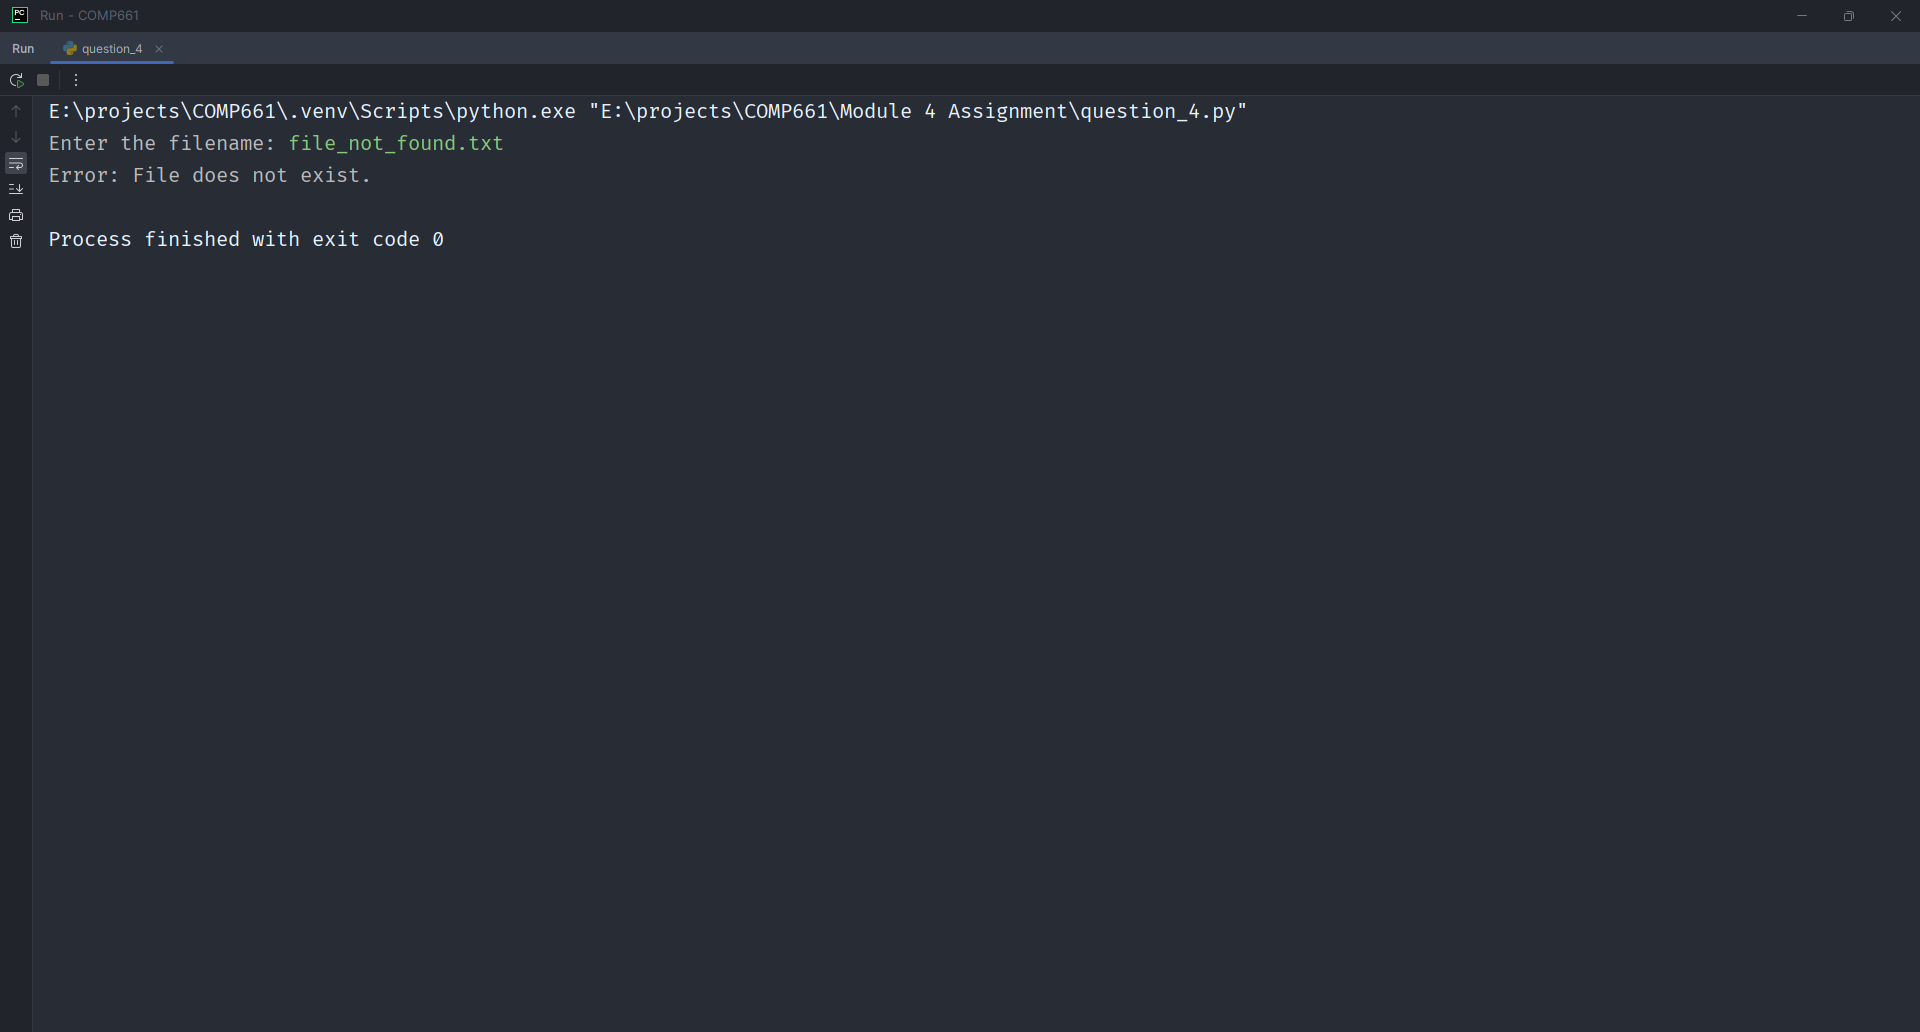 PC Run - COMP661
Run question_4
E:\projects\COMP661\.venv\Scripts\python.exe "E:\projects\COMP661\Module 4 Assignment\question_4.py"
Enter the filename: file_not_found.txt
Error: File does not exist.
Process finished with exit code 0